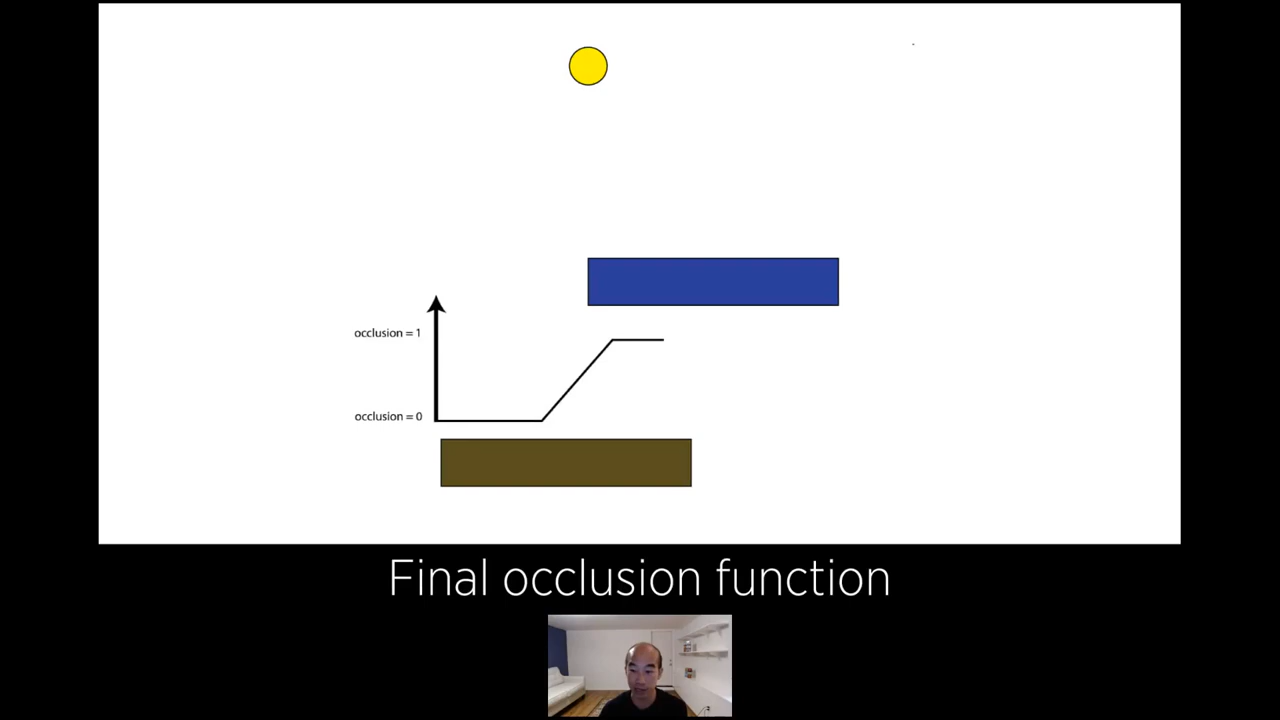 occlusion = 1
occlusion = 0
Final occlusion function